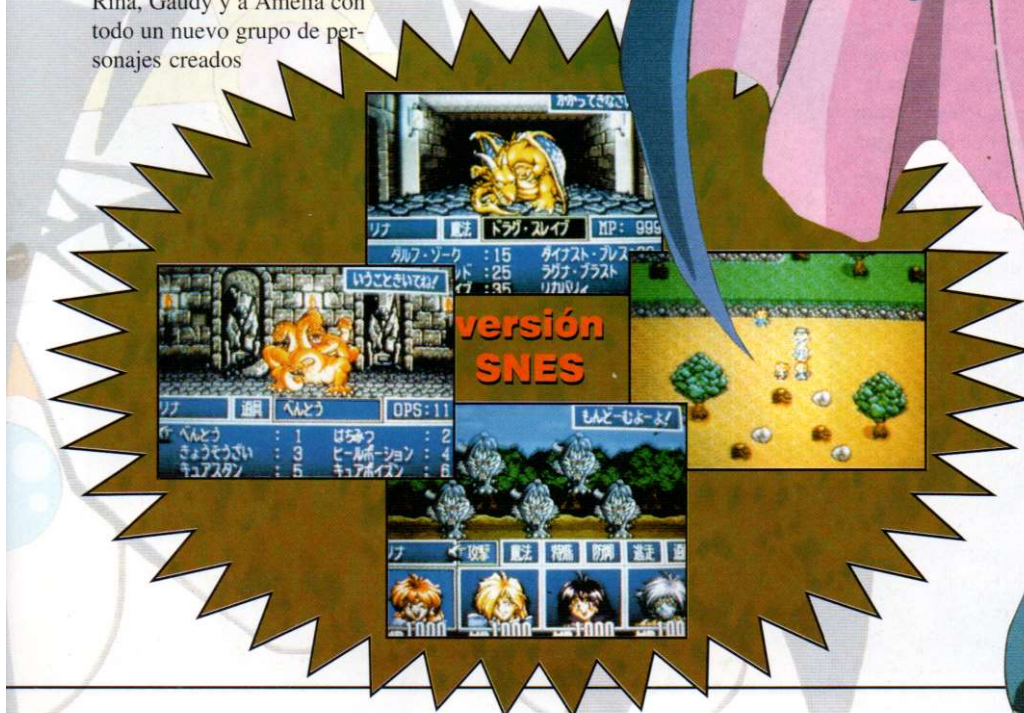 Rina, Gaudy y a Amelia con
todo un nuevo grupo de per-
sonajes creados
かかってきなさい
リナ 魔法 ドラグ・スレイブ MP: 999
ダルフ・ゾーク :15 ダイナスト・ブレス
:25 ラグナ・ブラスト
:35 リカバリィ
いうこときいてね!
リナ 道具 べんとう OPS:11
べんとう : 1 はちみつ : 2
きょうそうざい : 3 ヒールポーション : 4
キュアスタン : 5 キュアポイズン : 6
versión
SNES
もんどーむよーよ!
リナ 攻撃 魔法 特殊 防御 逃走
1000 1000 1000 100